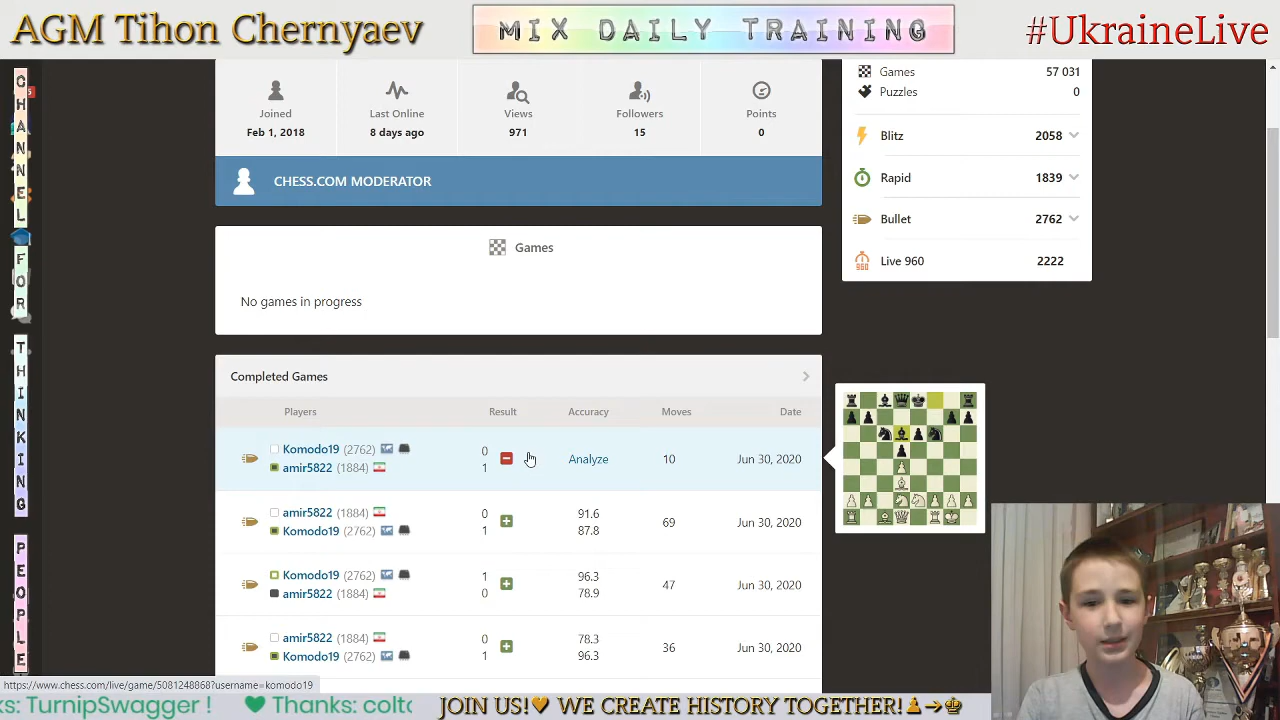 AGM Tihon Chernyaev
MIX DAILY TRAINING
#UkraineLive
CHANNEL
FOR
THINKING
PEOPLE
Joined
Feb 1, 2018
Last Online
8 days ago
Views
971
Followers
15
Points
0
CHESS.COM MODERATOR
Games
No games in progress
Completed Games
Players Result Accuracy Moves Date
Komodo19 (2762) 0
amir5822 (1884) 1
Analyze 10 Jun 30, 2020
amir5822 (1884) 0 91.6
Komodo19 (2762) 1 87.8
69 Jun 30, 2020
Komodo19 (2762) 1 96.3
amir5822 (1884) 0 78.9
47 Jun 30, 2020
amir5822 (1884) 0 78.3
Komodo19 (2762) 1 96.3
36 Jun 30, 2020
Games 57 031
Puzzles 0
Blitz 2058
Rapid 1839
Bullet 2762
960
Live 960 2222
https://www.chess.com/live/game/5081248868?username=komodo19
ks: TurnipSwagger ! Thanks: colto
JOIN US! WE CREATE HISTORY TOGETHER!